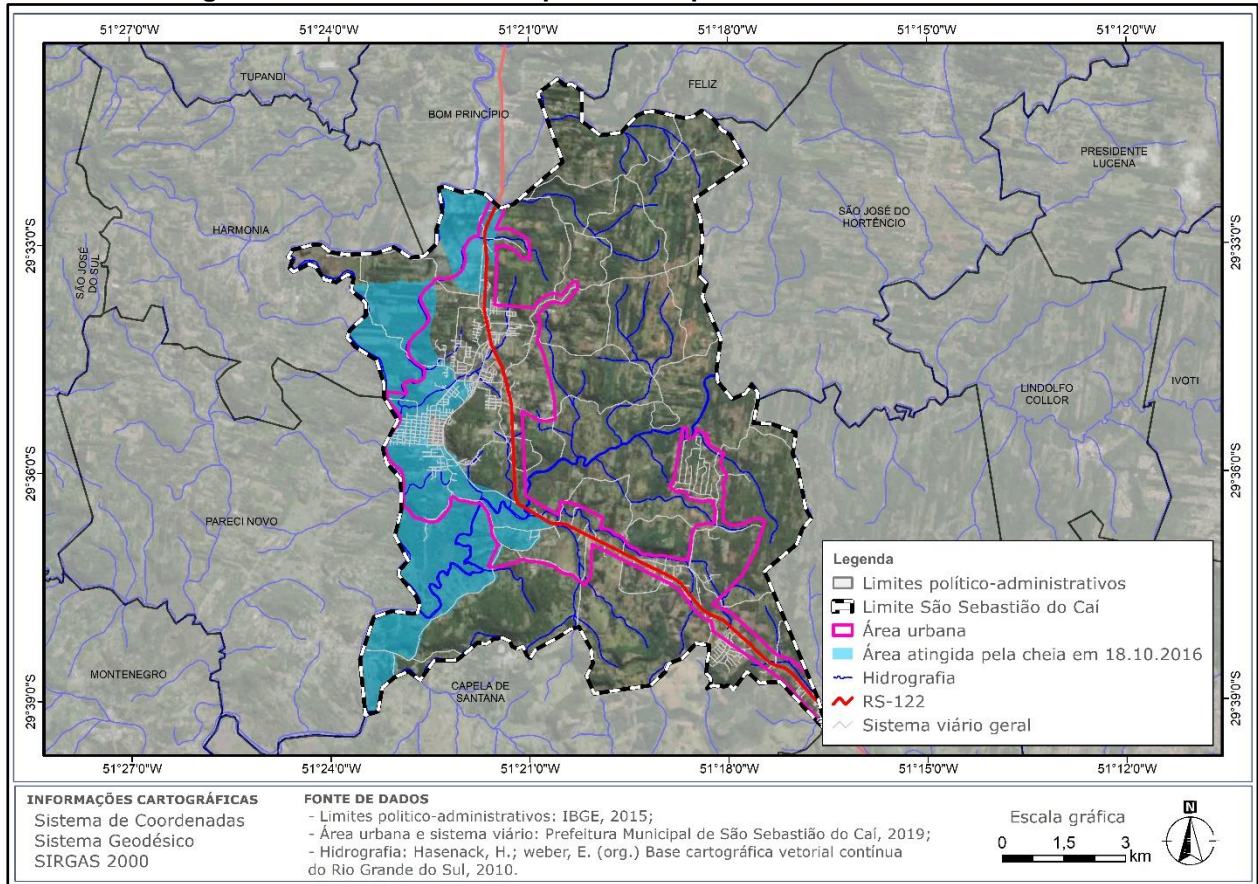 51°27'0"W
51°24'0"W
51°21'0"W
51°18'0"W
51°15'0"W
51°12'0"W
TUPANDI
BOM PRINCÍPIO
FELIZ
PRESIDENTE
LUCENA
SÃO JOSÉ DO
HORTÊNCIO
HARMONIA
SÃO JOSÉ
DO SUL
29°33'0"S
29°33'0"S
LINDOLFO
COLLOR
IVOTI
29°36'0"S
29°36'0"S
PARECI NOVO
MONTENEGRO
CAPELA DE
SANTANA
29°39'0"S
29°39'0"S
Legenda
Limites político-administrativos
Limite São Sebastião do Caí
Área urbana
Área atingida pela cheia em 18.10.2016
Hidrografia
RS-122
Sistema viário geral
51°27'0"W
51°24'0"W
51°21'0"W
51°18'0"W
51°15'0"W
51°12'0"W
INFORMAÇÕES CARTOGRÁFICAS
Sistema de Coordenadas
Sistema Geodésico
SIRGAS 2000
FONTE DE DADOS
- Limites politico-administrativos: IBGE, 2015;
- Área urbana e sistema viário: Prefeitura Municipal de São Sebastião do Caí, 2019;
- Hidrografia: Hasenack, H.; weber, E. (org.) Base cartográfica vetorial contínua
do Rio Grande do Sul, 2010.
Escala gráfica
0 1,5 3
km
N